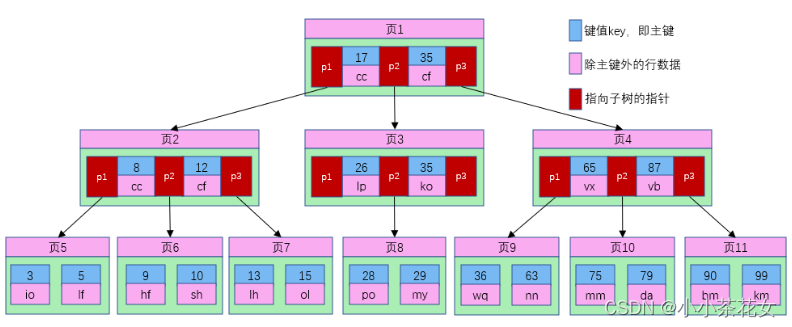 页1
17 35
p1 p2 p3
cc cf
键值key，即主键
除主键外的行数据
指向子树的指针
页2 页3 页4
8 12 26 35 65 87
p1 p2 p3 p1 p2 p3 p1 p2 p3
cc cf lp ko vx vb
页5 页6 页7 页8 页9 页10 页11
3 5 9 10 13 15 28 29 36 63 75 79 90 99
io lf hf sh lh ol po my wq nn mm da bm km
CSDN @小小茶花女